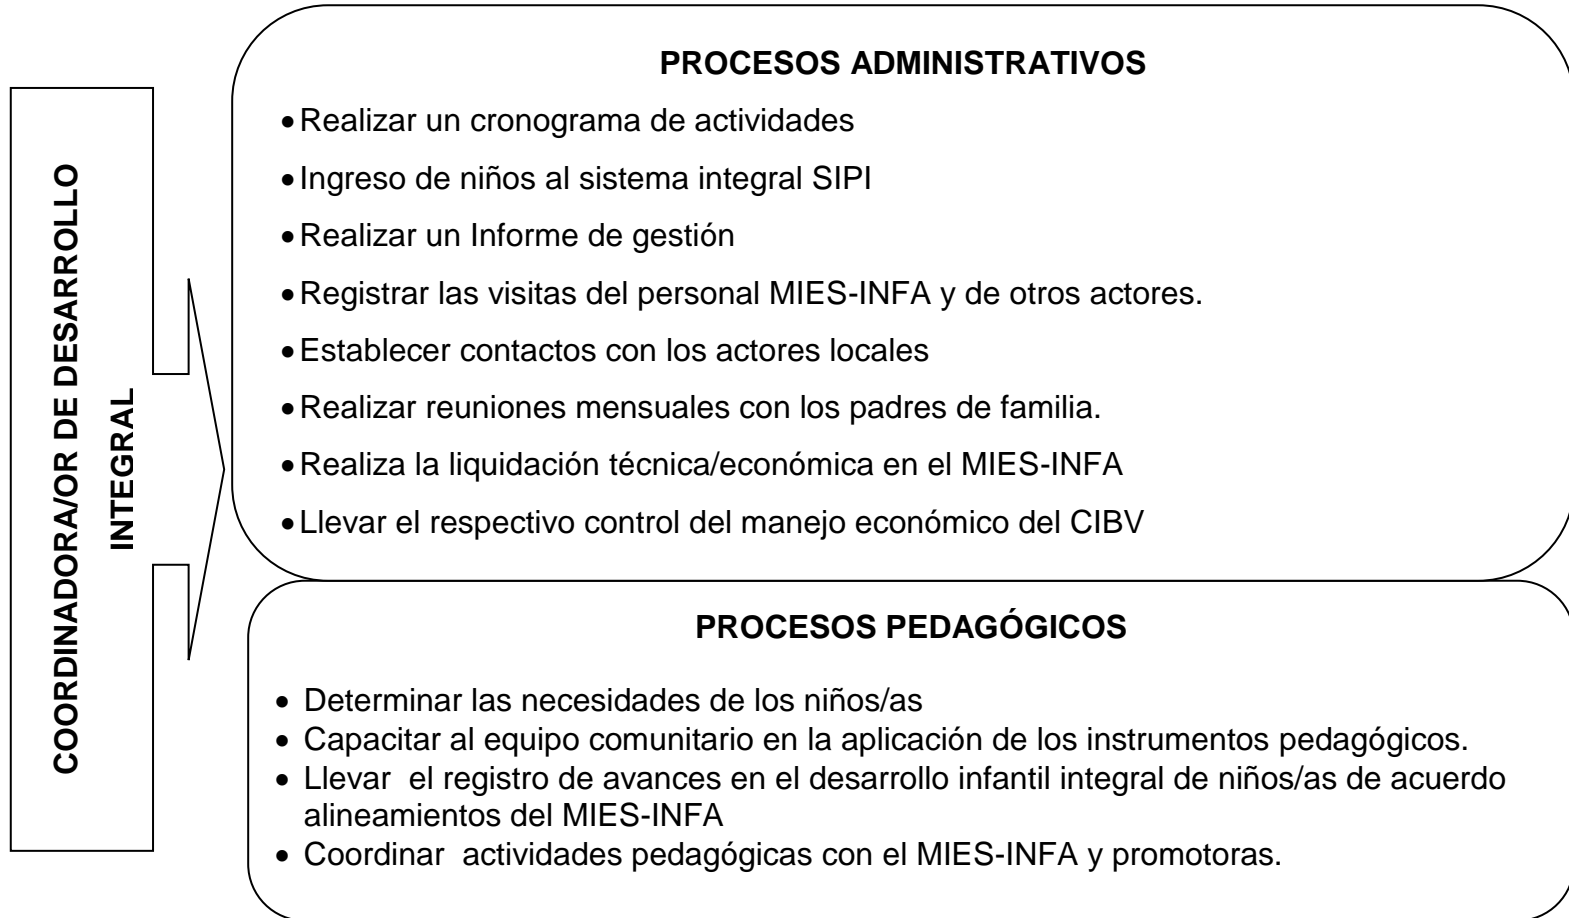 COORDINADORA/OR DE DESARROLLO
INTEGRAL
PROCESOS ADMINISTRATIVOS
•Realizar un cronograma de actividades
•Ingreso de niños al sistema integral SIPI
•Realizar un Informe de gestión
•Registrar las visitas del personal MIES-INFA y de otros actores.
•Establecer contactos con los actores locales
•Realizar reuniones mensuales con los padres de familia.
•Realiza la liquidación técnica/económica en el MIES-INFA
•Llevar el respectivo control del manejo económico del CIBV
PROCESOS PEDAGÓGICOS
• Determinar las necesidades de los niños/as
• Capacitar al equipo comunitario en la aplicación de los instrumentos pedagógicos.
• Llevar el registro de avances en el desarrollo infantil integral de niños/as de acuerdo
alineamientos del MIES-INFA
• Coordinar actividades pedagógicas con el MIES-INFA y promotoras.